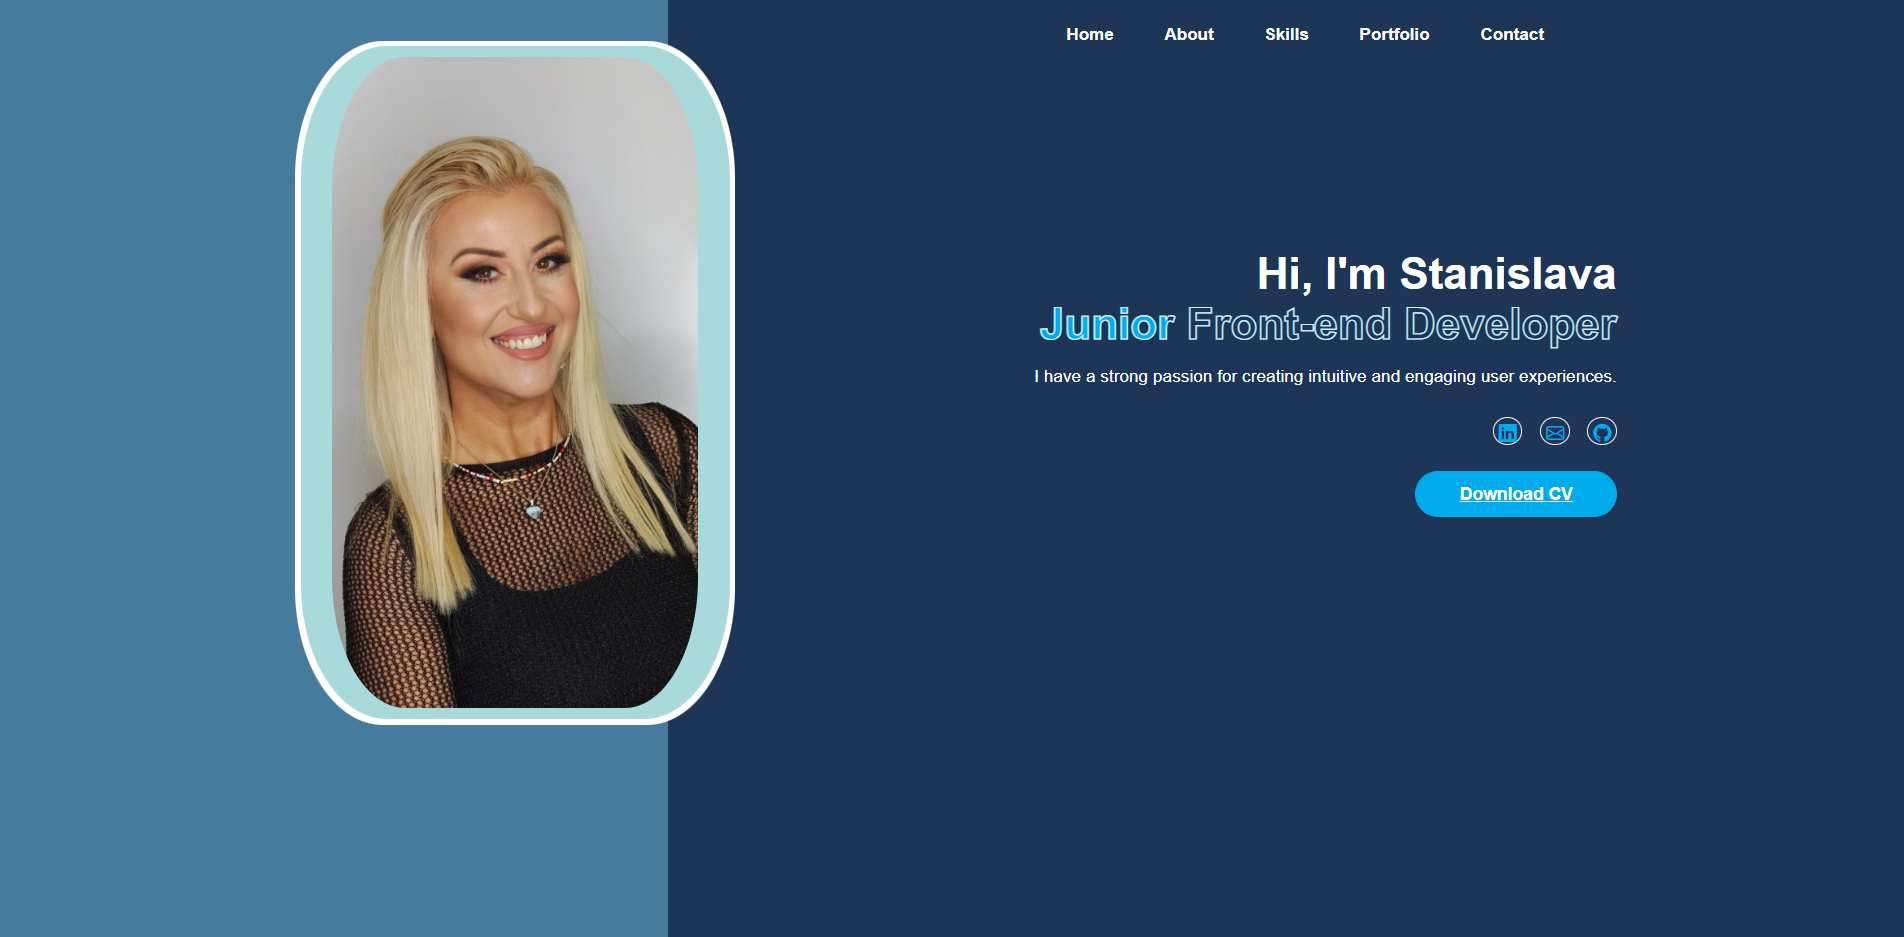 Home About Skills Portfolio Contact
Hi, I'm Stanislava
Junior Front-end Developer
I have a strong passion for creating intuitive and engaging user experiences.
in
Download CV